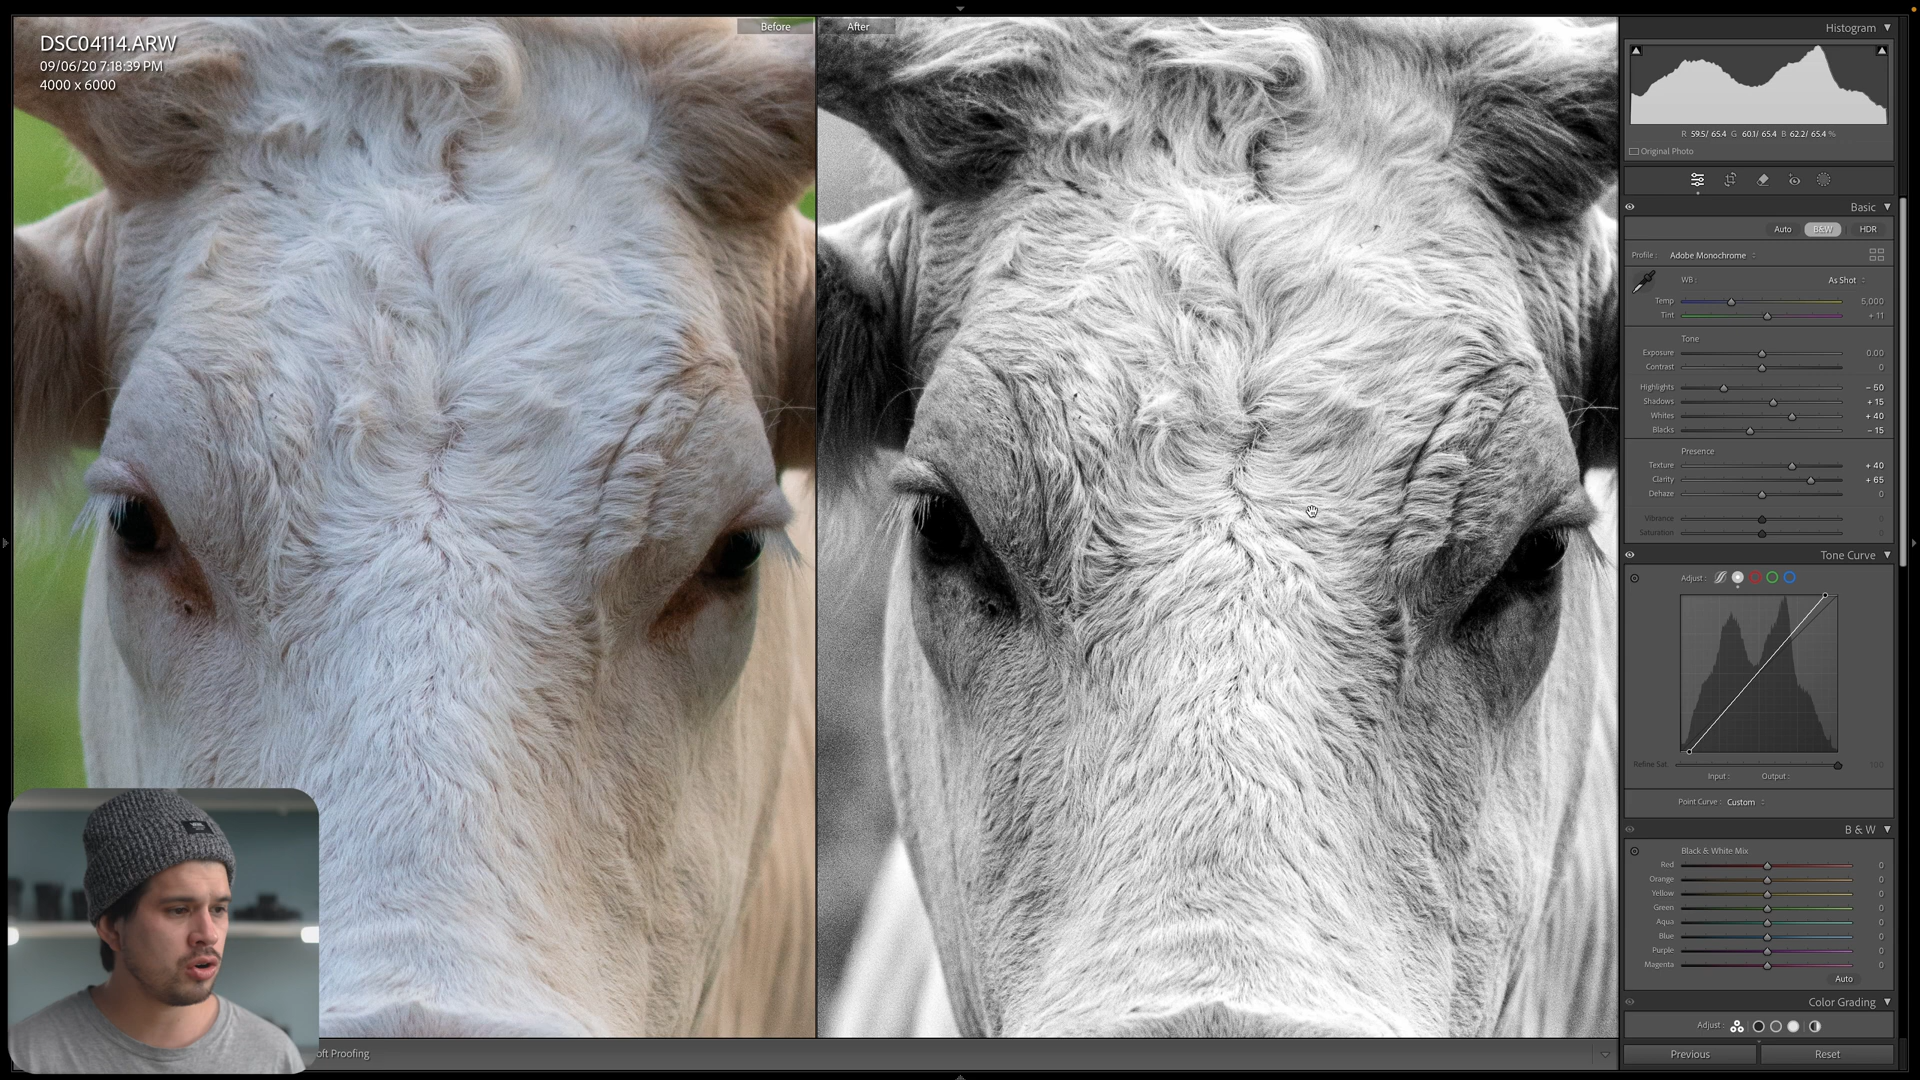 DSC04114.ARW
09/06/20 7:18:39 PM
4000 x 6000
Before
After
Histogram
R 59.5/ 65.4 G 60.1/ 65.4 B 62.2/ 65.4 %
Original Photo
Basic
Auto B&W HDR
Profile : Adobe Monochrome
WB : As Shot
Temp 5,000
Tint + 11
Tone
Exposure 0.00
Contrast 0
Highlights – 50
Shadows + 15
Whites + 40
Blacks – 15
Presence
Texture + 40
Clarity + 65
Dehaze 0
Vibrance 0
Saturation 0
Tone Curve
Adjust :
Refine Sat. 100
Input : Output :
Point Curve : Custom
B & W
Black & White Mix
Red 0
Orange 0
Yellow 0
Green 0
Aqua 0
Blue 0
Purple 0
Magenta 0
Auto
Color Grading
Adjust :
oft Proofing
Previous Reset